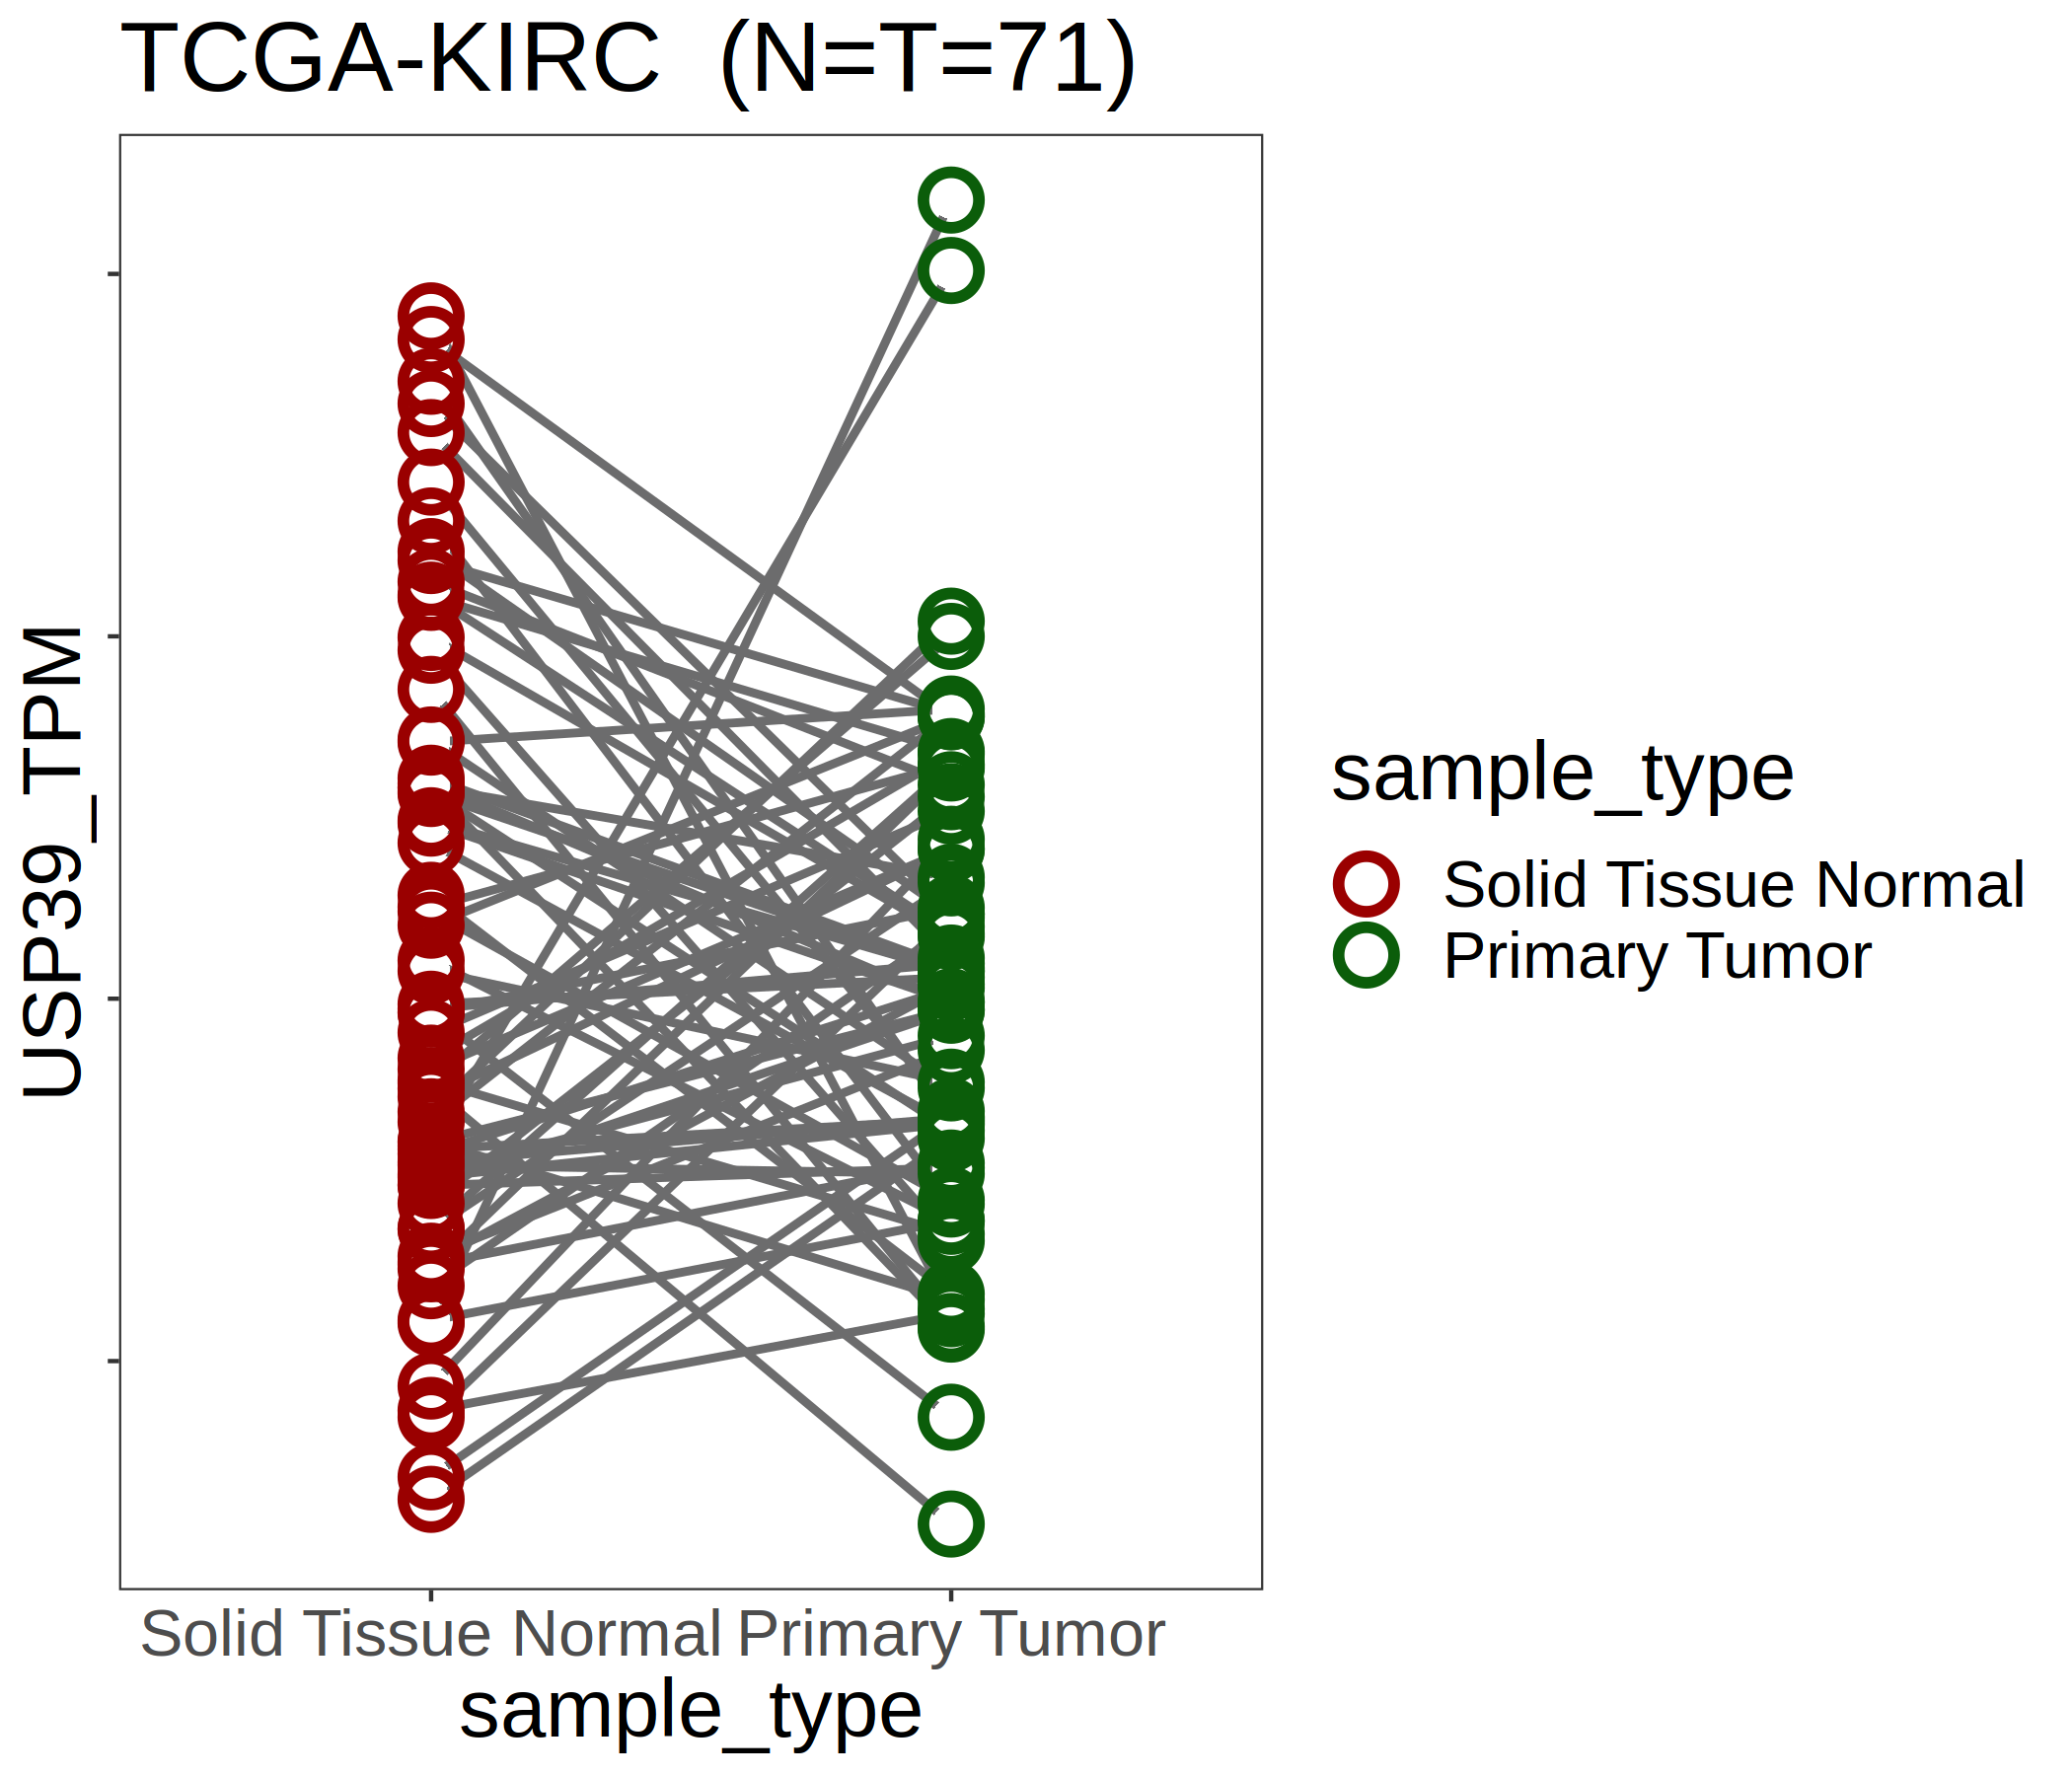 TCGA-KIRC (N=T=71)
USP39_TPM
Solid Tissue Normal Primary Tumor
sample_type
sample_type
Solid Tissue Normal
Primary Tumor